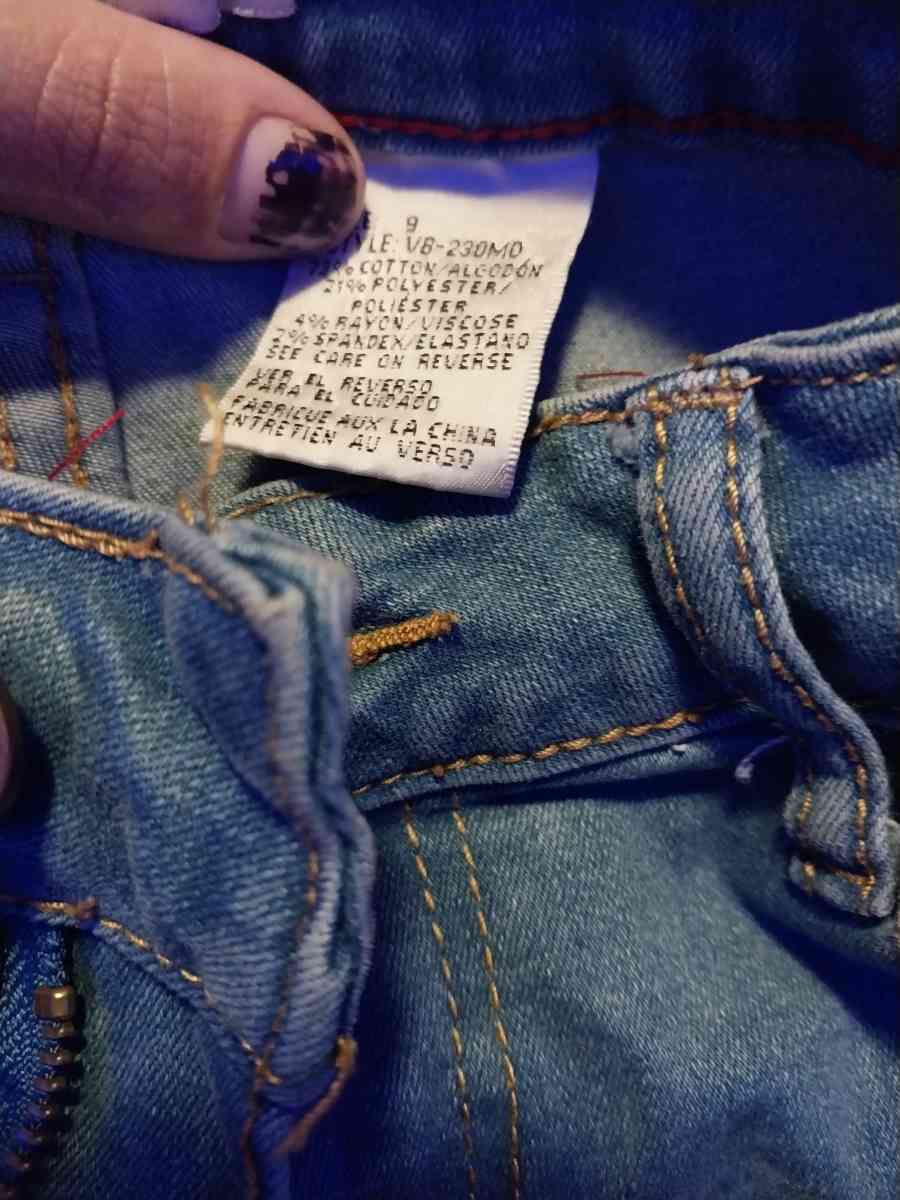 9
VB-230MD
COTTON/ALGODÓN
21% POLYESTER/
POLIÉSTER
4% RAYON/VISCOSE
2% SPANDEX/ELASTANO
SEE CARE ON REVERSE
VER EL REVERSO
PARA EL CUIDADO
FABRIQUE AUX LA CHINA
ENTRETIEN AU VERSO